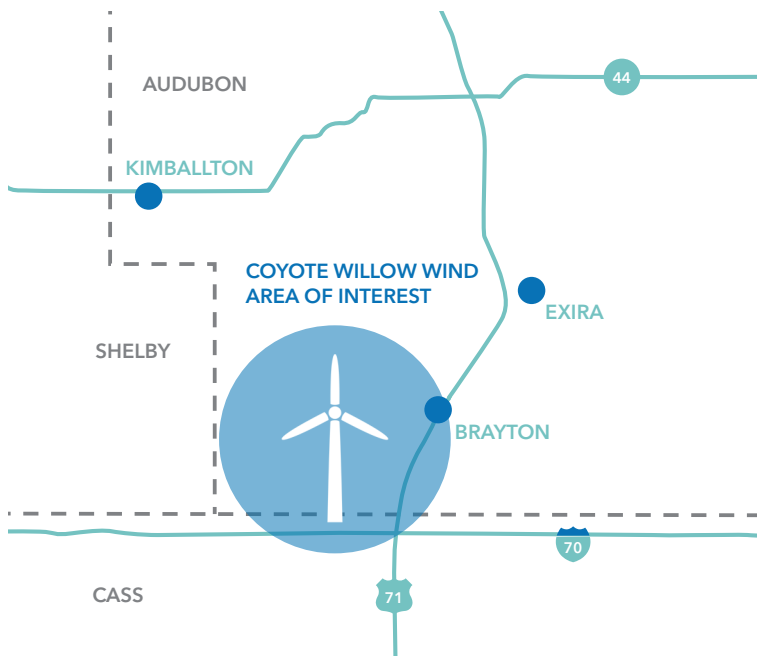 AUDUBON
44
KIMBALLTON
COYOTE WILLOW WIND
AREA OF INTEREST
EXIRA
SHELBY
BRAYTON
70
CASS
71